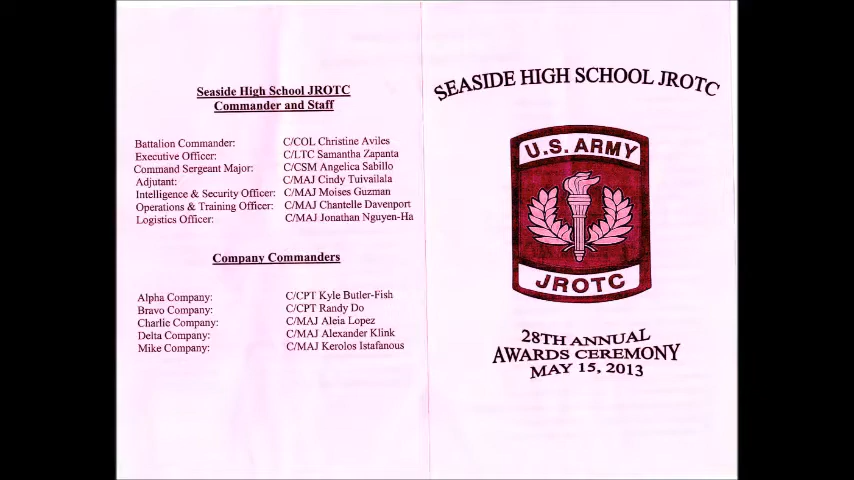 Seaside High School JROTC
Commander and Staff
Battalion Commander: C/COL Christine Aviles
Executive Officer: C/LTC Samantha Zapanta
Command Sergeant Major: C/CSM Angelica Sabillo
Adjutant: C/MAJ Cindy Tuivailala
Intelligence & Security Officer: C/MAJ Moises Guzman
Operations & Training Officer: C/MAJ Chantelle Davenport
Logistics Officer: C/MAJ Jonathan Nguyen-Ha
Company Commanders
Alpha Company: C/CPT Kyle Butler-Fish
Bravo Company: C/CPT Randy Do
Charlie Company: C/MAJ Aleia Lopez
Delta Company: C/MAJ Alexander Klink
Mike Company: C/MAJ Kerolos Istafanous
SEASIDE HIGH SCHOOL JROTC
U.S. ARMY
JROTC
28TH ANNUAL
AWARDS CEREMONY
MAY 15, 2013